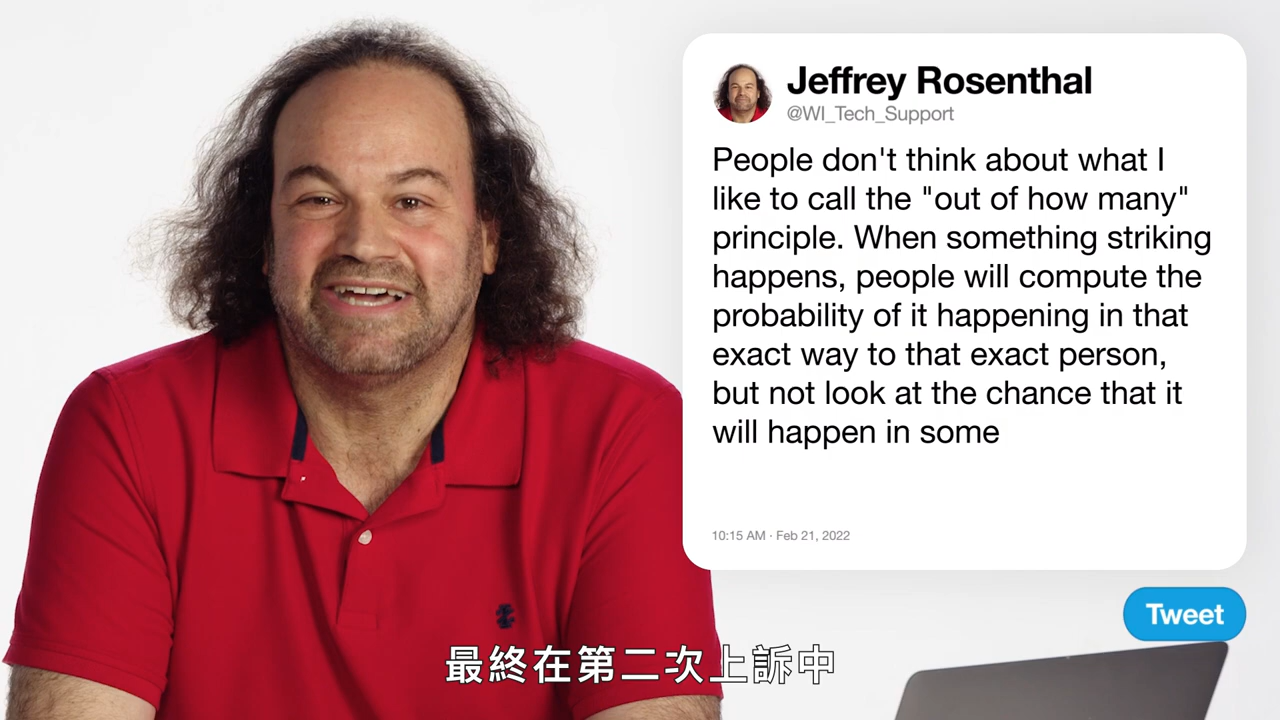 Jeffrey Rosenthal
@WI_Tech_Support
People don't think about what I
like to call the "out of how many"
principle. When something striking
happens, people will compute the
probability of it happening in that
exact way to that exact person,
but not look at the chance that it
will happen in some
10:15 AM · Feb 21, 2022
Tweet
最終在第二次上訴中